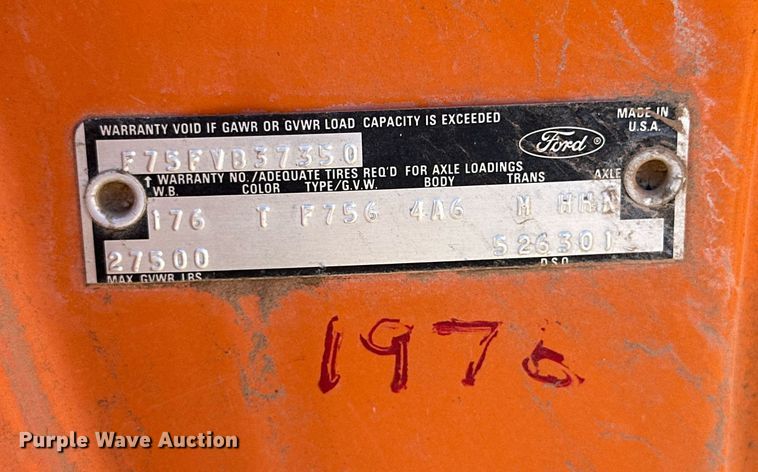 WARRANTY VOID IF GAWR OR GVWR LOAD CAPACITY IS EXCEEDED
MADE IN
U.S.A.
Ford ®
F75FVB37350
↑ WARRANTY NO./ADEQUATE TIRES REQ'D FOR AXLE LOADINGS
W.B. COLOR TYPE/G.V.W. BODY TRANS AXLE
176 T F756 4A6 M
27500 526301
MAX. GVWR LBS D.S.O.
1976
Purple Wave Auction